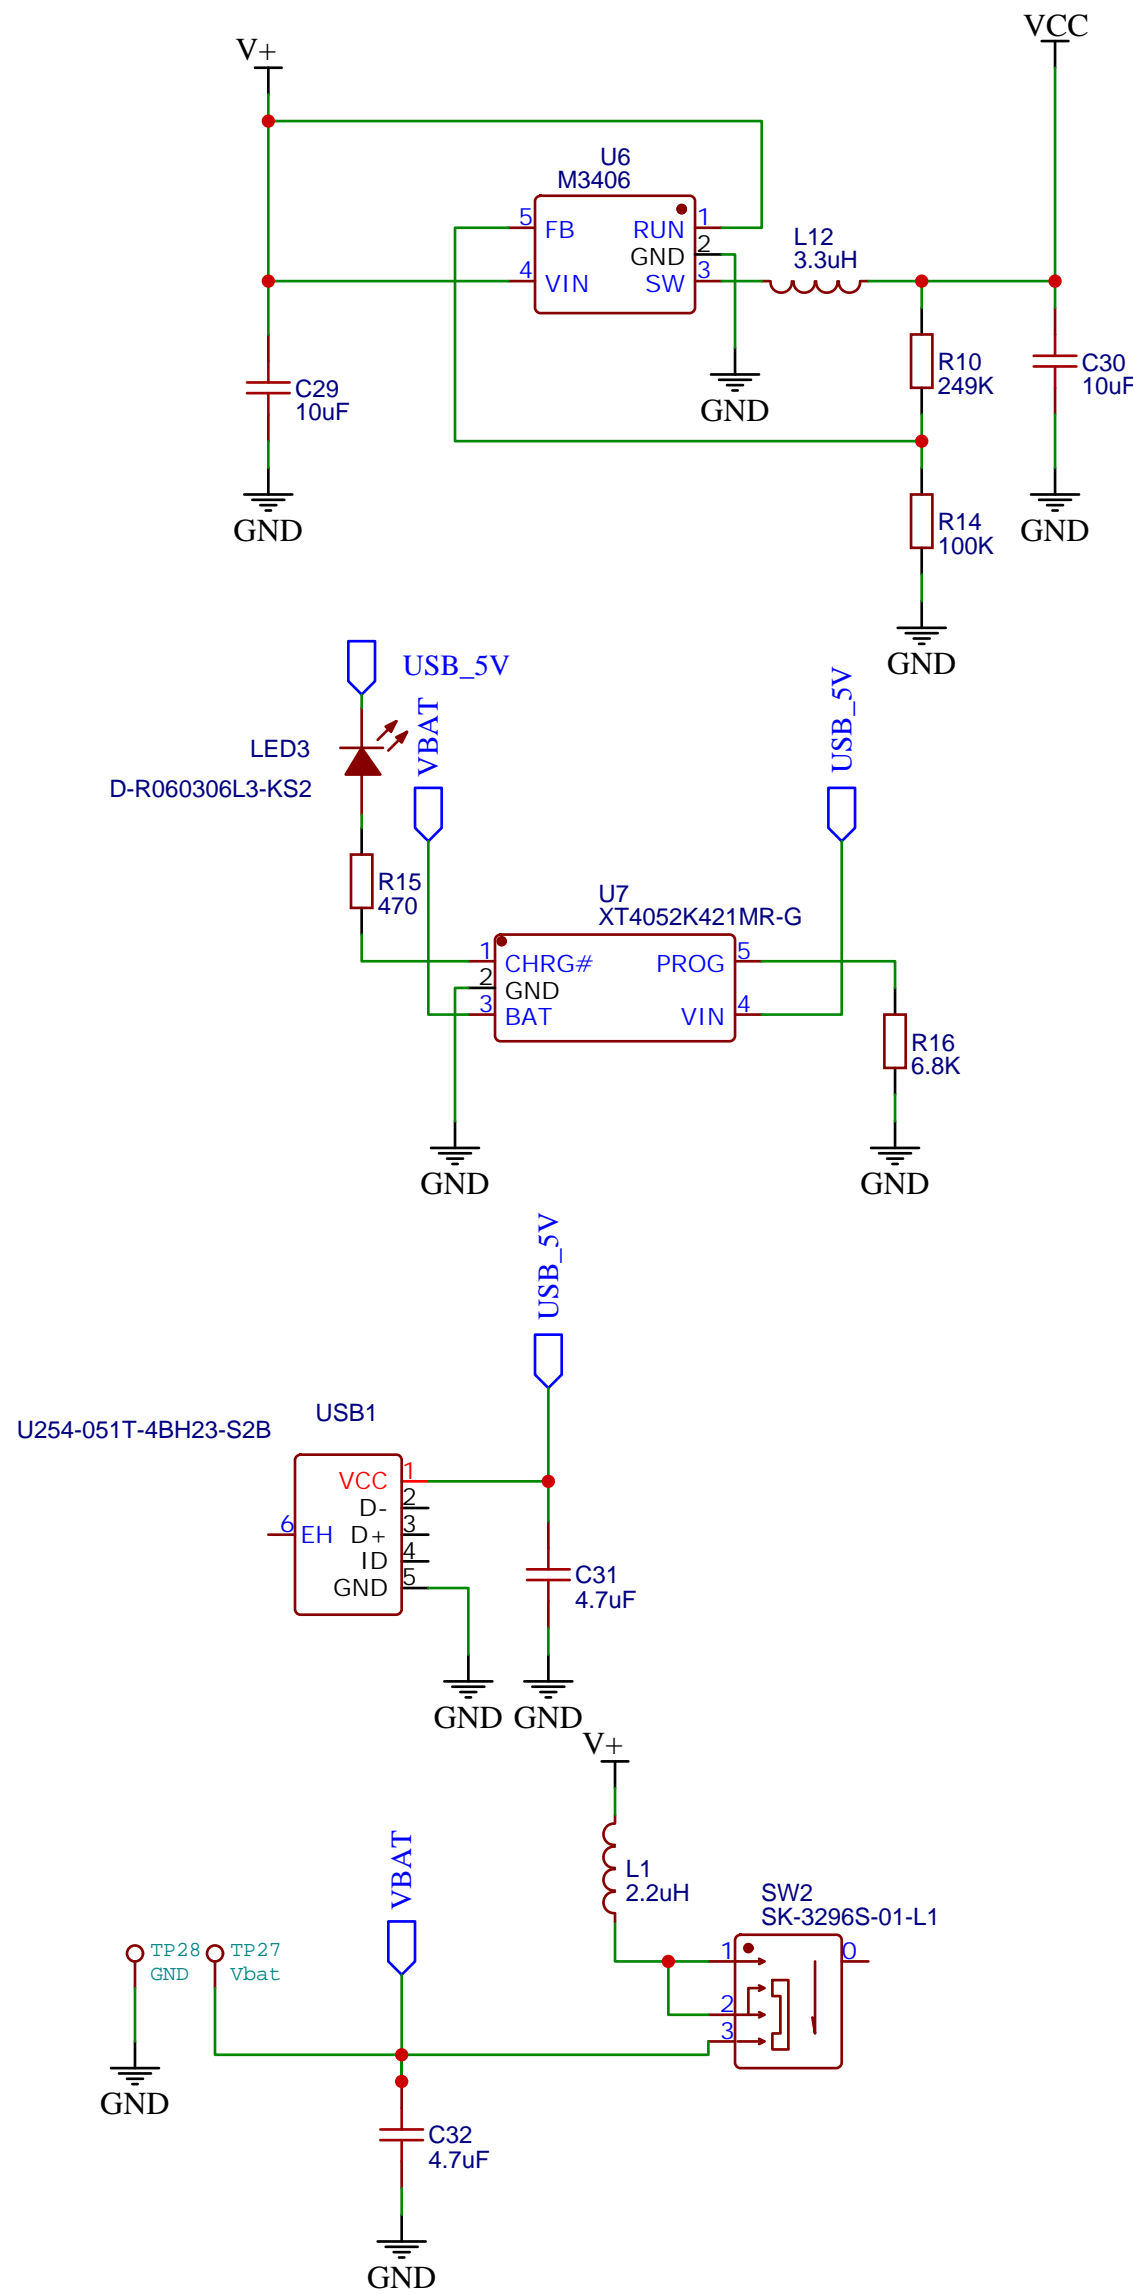 VCC
V+
U6
M3406
5
FB
RUN
1
GND
2
4
VIN
SW
3
L12
3.3uH
C29
10uF
GND
GND
R10
249K
C30
10uF
R14
100K
GND
GND
USB_5V
VBAT
USB_5V
LED3
D-R060306L3-KS2
R15
470
U7
XT4052K421MR-G
1
CHRG#
PROG
5
2
GND
3
BAT
VIN
4
R16
6.8K
GND
GND
USB_5V
USB1
U254-051T-4BH23-S2B
VCC
1
D-
2
6
EH
D+
3
ID
4
GND
5
C31
4.7uF
GND
GND
V+
L1
2.2uH
VBAT
SW2
SK-3296S-01-L1
TP28
GND
TP27
Vbat
1
0
2
3
GND
C32
4.7uF
GND